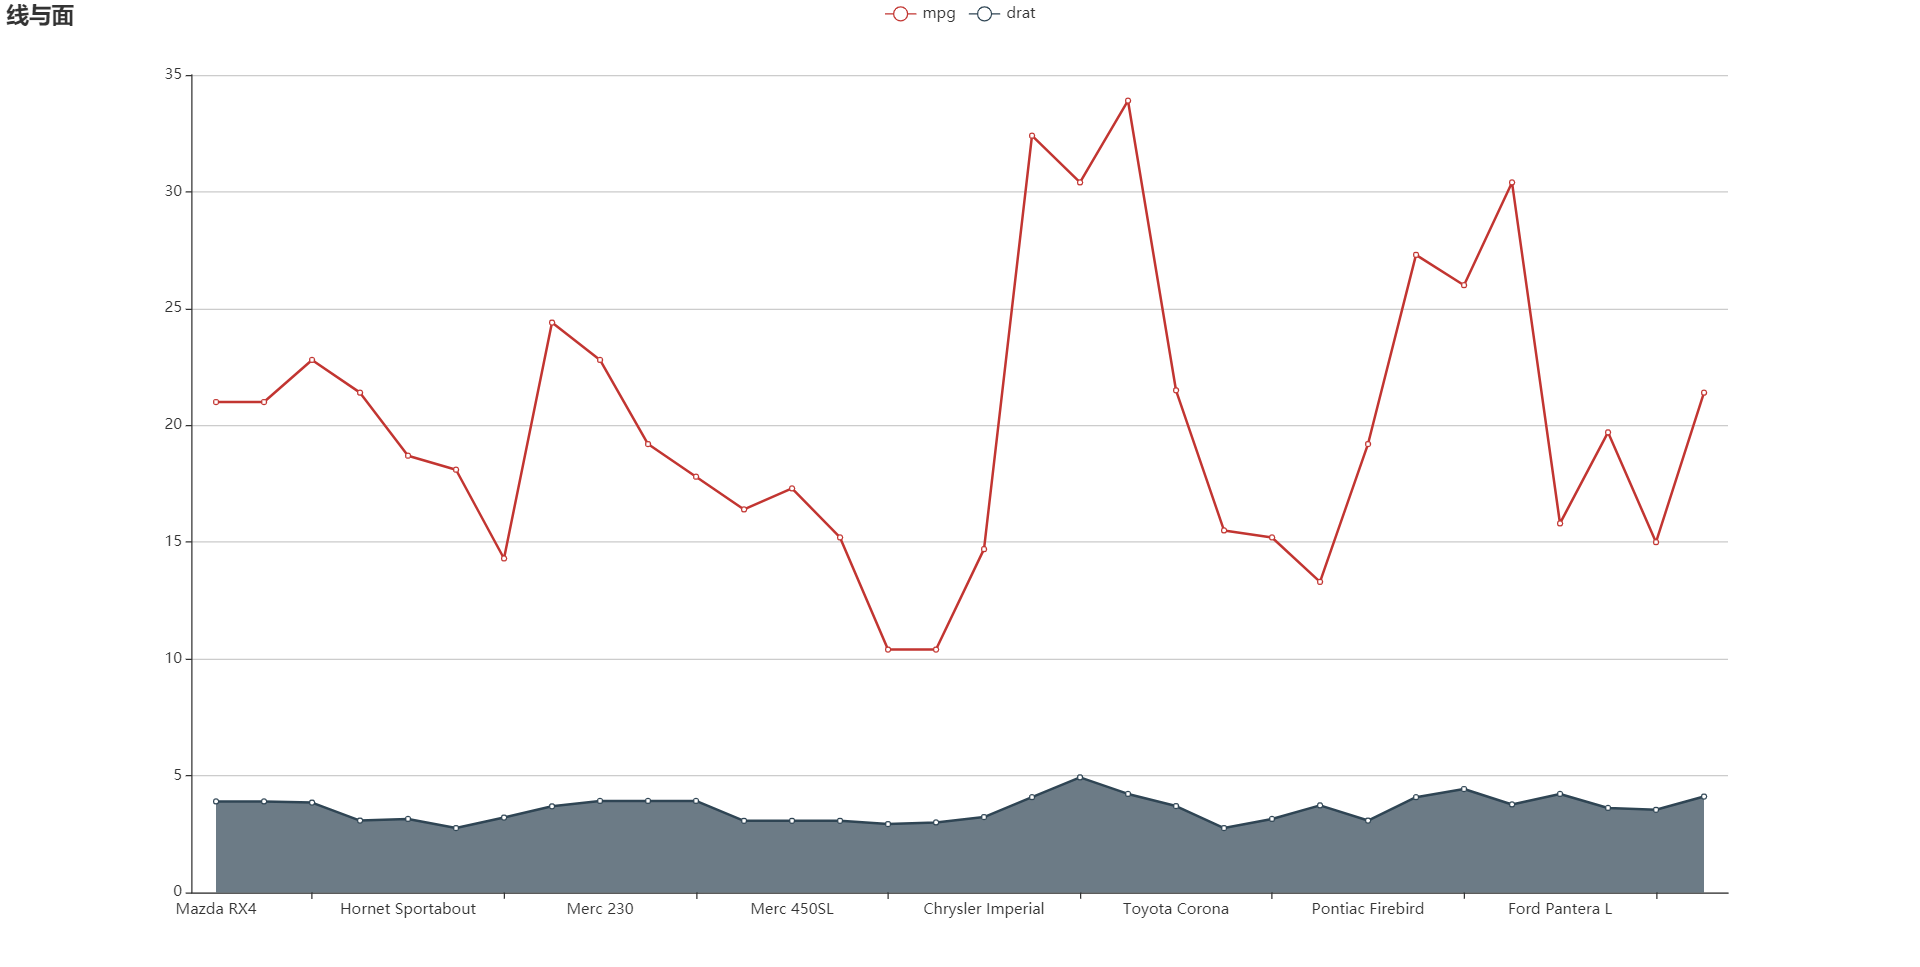 线与面
mpg drat
35
30
25
20
15
10
5
0
Mazda RX4 Hornet Sportabout Merc 230 Merc 450SL Chrysler Imperial Toyota Corona Pontiac Firebird Ford Pantera L